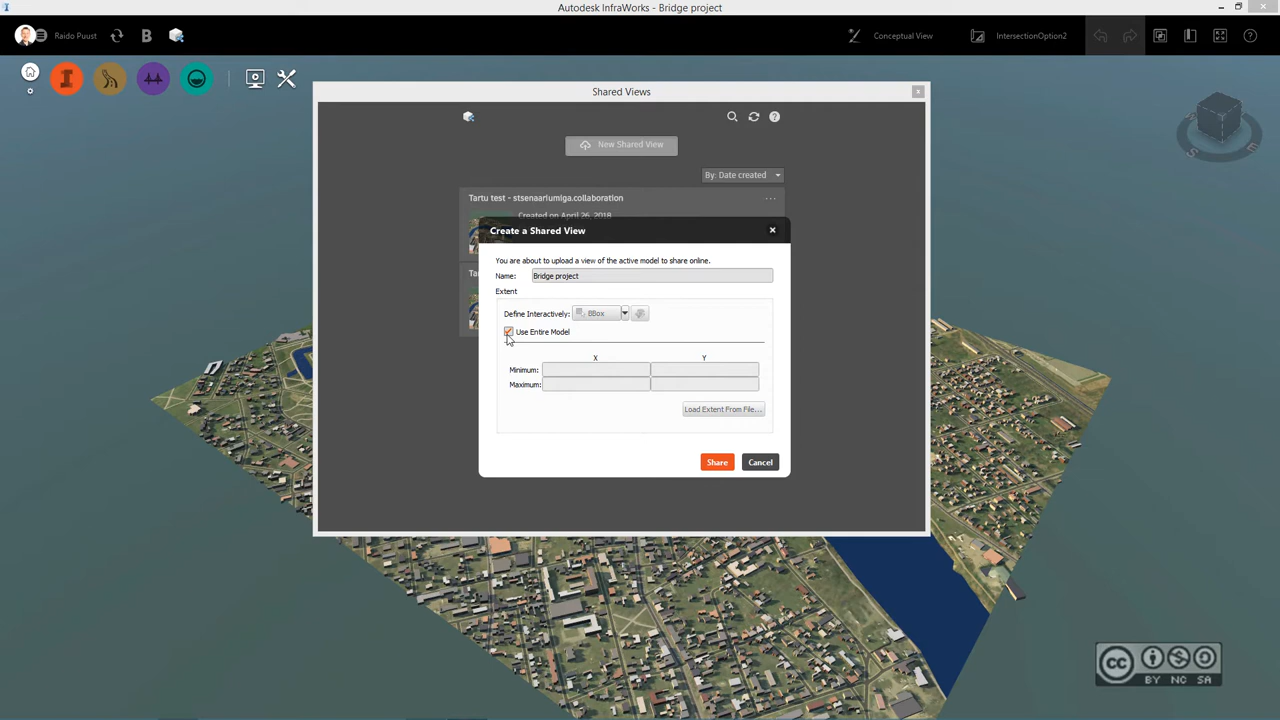 Autodesk InfraWorks - Bridge project
Raido Puust
B
Conceptual View
IntersectionOption2
Shared Views
New Shared View
By: Date created
Tartu test - stsenaariumiga.collaboration
Created on April 26, 2018
Create a Shared View
You are about to upload a view of the active model to share online.
Name: Bridge project
Extent
Define Interactively: BBox
Use Entire Model
X Y
Minimum:
Maximum:
Load Extent From File...
Share Cancel
S E
CC BY NC SA